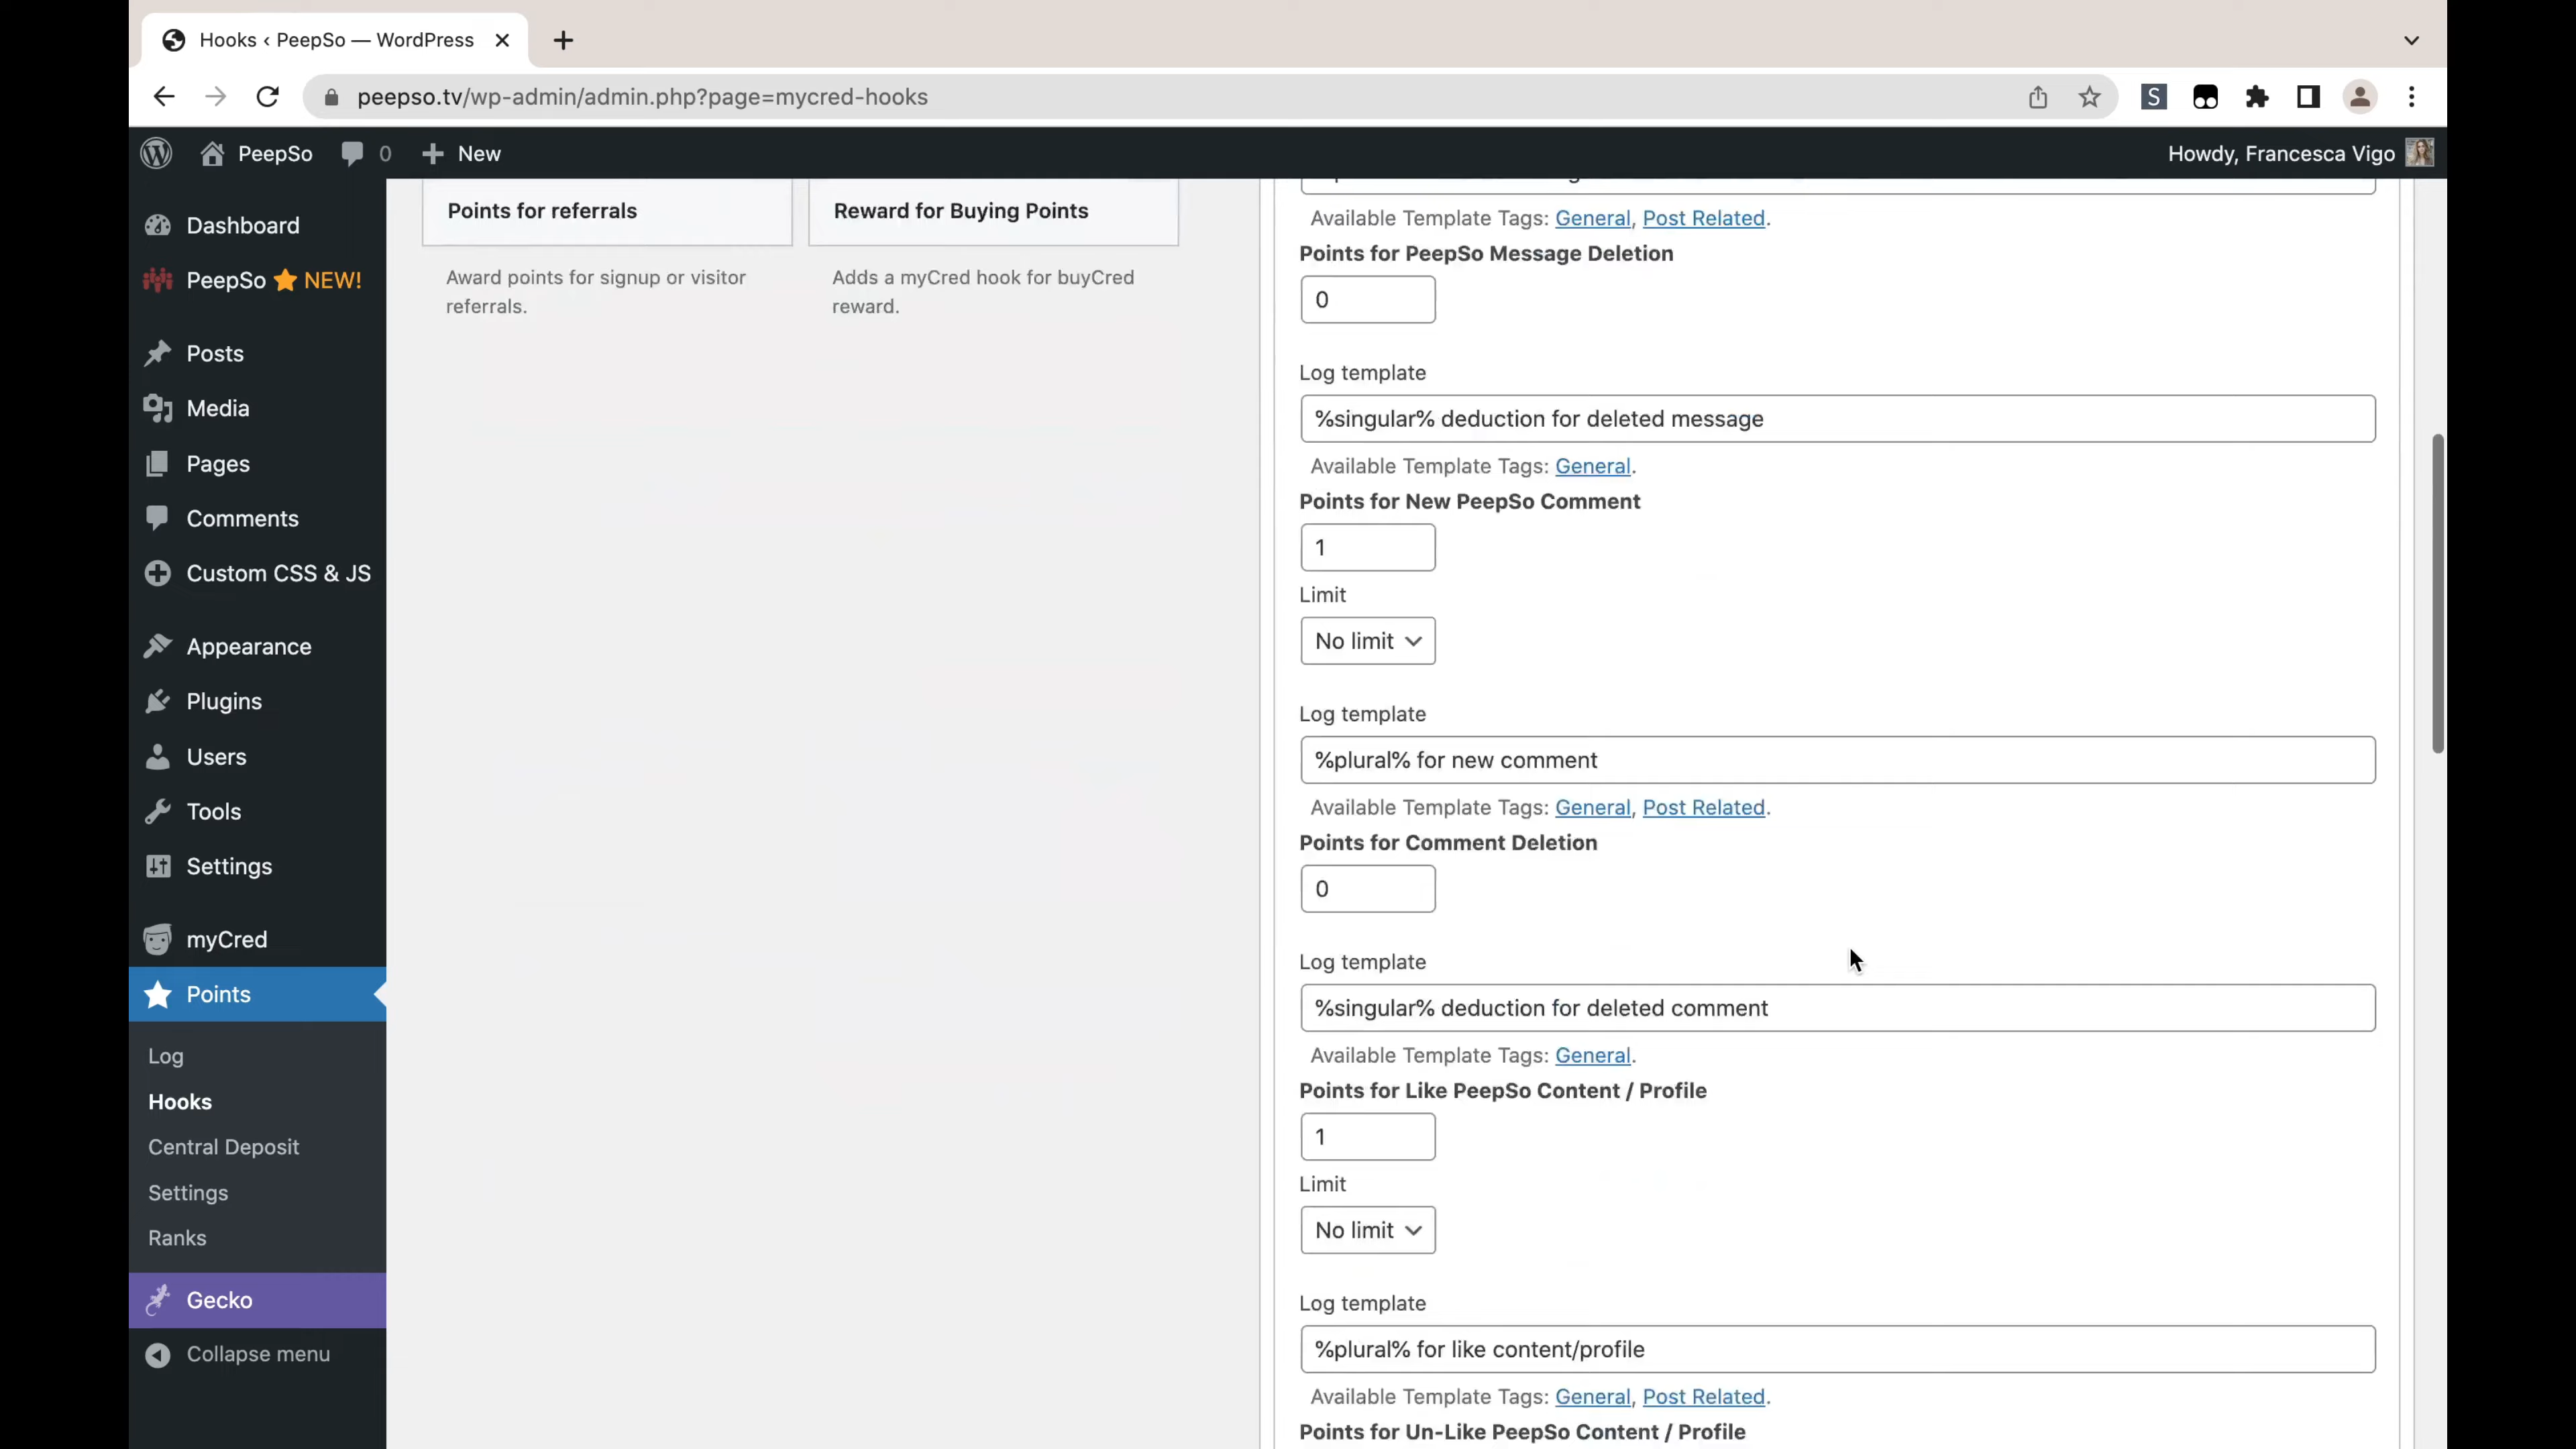 Hooks ‹ PeepSo — WordPress
peepso.tv/wp-admin/admin.php?page=mycred-hooks
S
PeepSo 0 New
Howdy, Francesca Vigo
Dashboard
PeepSo NEW!
Posts
Media
Pages
Comments
Custom CSS & JS
Appearance
Plugins
Users
Tools
Settings
myCred
Points
Log
Hooks
Central Deposit
Settings
Ranks
Gecko
Collapse menu
Points for referrals
Award points for signup or visitor
referrals.
Reward for Buying Points
Adds a myCred hook for buyCred
reward.
Available Template Tags: General, Post Related.
Points for PeepSo Message Deletion
0
Log template
%singular% deduction for deleted message
Available Template Tags: General.
Points for New PeepSo Comment
1
Limit
No limit
Log template
%plural% for new comment
Available Template Tags: General, Post Related.
Points for Comment Deletion
0
Log template
%singular% deduction for deleted comment
Available Template Tags: General.
Points for Like PeepSo Content / Profile
1
Limit
No limit
Log template
%plural% for like content/profile
Available Template Tags: General, Post Related.
Points for Un-Like PeepSo Content / Profile